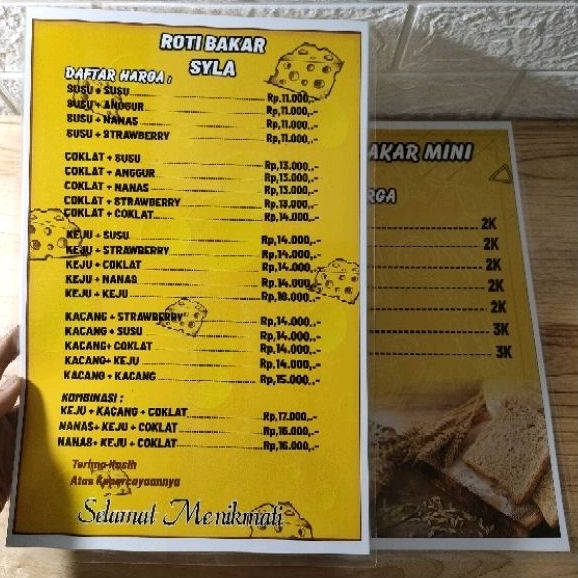 ROTI BAKAR
SYLA
DAFTAR HARGA :
SUSU + SUSU Rp,11.000,.-
SUSU + ANGGUR Rp,11.000,.-
SUSU + NANAS Rp,11.000,.-
SUSU + STRAWBERRY Rp,11.000,.-
COKLAT + SUSU Rp,13.000,.-
COKLAT + ANGGUR Rp,13.000,.-
COKLAT + NANAS Rp,13.000,.-
COKLAT + STRAWBERRY Rp,13.000,.-
COKLAT + COKLAT Rp,14.000,.-
KEJU + SUSU Rp,14.000,.-
KEJU + STRAWBERRY Rp,14.000,.-
KEJU + COKLAT Rp,14.000,.-
KEJU + NANAS Rp,14.000,.-
KEJU + KEJU Rp,16.000,.-
KACANG + STRAWBERRY Rp,14.000,.-
KACANG + SUSU Rp,14.000,.-
KACANG+ COKLAT Rp,14.000,.-
KACANG+ KEJU Rp,14.000,.-
KACANG + KACANG Rp,15.000,.-
KOMBINASI :
KEJU + KACANG + COKLAT Rp,17.000,.-
NANAS+ KEJU + COKLAT Rp,16.000,.-
NANAS+ KEJU + COKLAT Rp,16.000,.-
Terima Kasih
Atas Kepercayaannya
Selamat Menikmati
AKAR MINI
RGA
2K
2K
2K
2K
2K
3K
3K